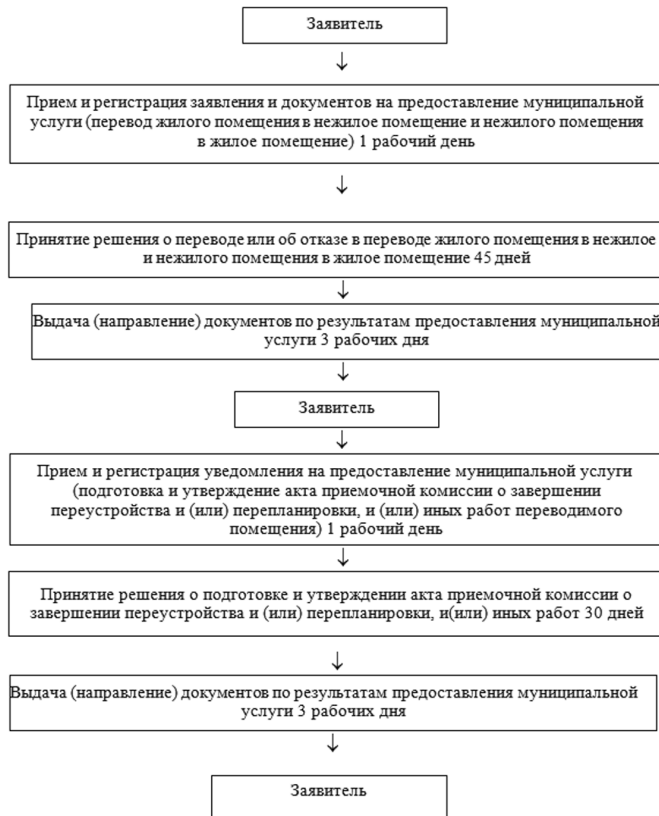 Заявитель
Прием и регистрация заявления и документов на предоставление муниципальной
услуги (перевод жилого помещения в нежилое помещение и нежилого помещения
в жилое помещение) 1 рабочий день
Принятие решения о переводе или об отказе в переводе жилого помещения в нежилое
и нежилого помещения в жилое помещение 45 дней
Выдача (направление) документов по результатам предоставления муниципальной
услуги 3 рабочих дня
Заявитель
Прием и регистрация уведомления на предоставление муниципальной услуги
(подготовка и утверждение акта приемочной комиссии о завершении
переустройства и (или) перепланировки, и (или) иных работ переводимого
помещения) 1 рабочий день
Принятие решения о подготовке и утверждении акта приемочной комиссии о
завершении переустройства и (или) перепланировки, и(или) иных работ 30 дней
Выдача (направление) документов по результатам предоставления муниципальной
услуги 3 рабочих дня
Заявитель